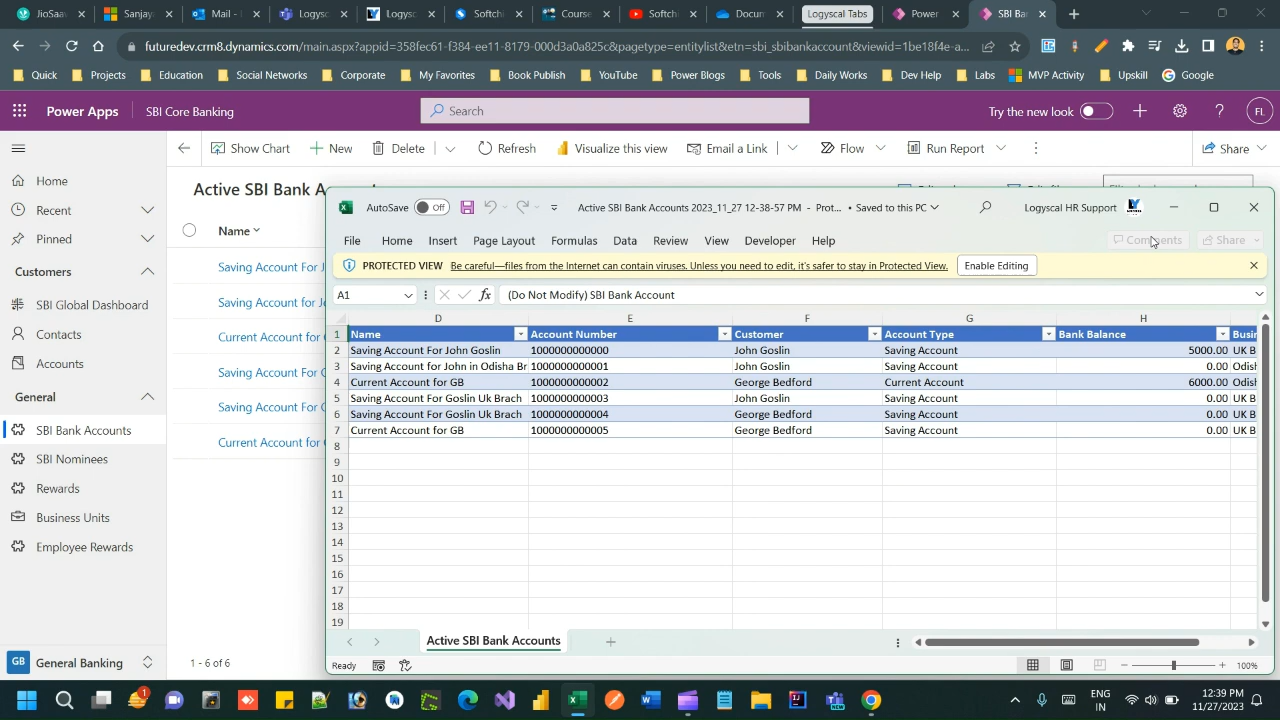 JioSaav
Sanjaya
Mail -
Logysc
Logysc
Softchi
Course
Softchi
Docum
Logyscal Tabs
Power
SBI Ban
futuredev.crm8.dynamics.com/main.aspx?appid=358fec61-f384-ee11-8179-000d3a0a825c&pagetype=entitylist&etn=sbi_sbibankaccount&viewid=1be18f4e-a...
Quick
Projects
Education
Social Networks
Corporate
My Favorites
Book Publish
YouTube
Power Blogs
Tools
Daily Works
Dev Help
Labs
MVP Activity
Upskill
Google
Power Apps
SBI Core Banking
Search
Try the new look
FL
Show Chart
New
Delete
Refresh
Visualize this view
Email a Link
Flow
Run Report
Share
Home
Recent
Pinned
Customers
SBI Global Dashboard
Contacts
Accounts
General
SBI Bank Accounts
SBI Nominees
Rewards
Business Units
Employee Rewards
GB General Banking
Active SBI Bank A
Name
Saving Account For J
Saving Account for J
Current Account for
Saving Account For G
Saving Account For G
Current Account for
1 - 6 of 6
AutoSave Off
Active SBI Bank Accounts 2023_11_27 12-38-57 PM - Prot... • Saved to this PC
Logyscal HR Support
File Home Insert Page Layout Formulas Data Review View Developer Help
Comments
Share
PROTECTED VIEW Be careful—files from the Internet can contain viruses. Unless you need to edit, it's safer to stay in Protected View. Enable Editing
A1 fx (Do Not Modify) SBI Bank Account
D E F G H
1 Name Account Number Customer Account Type Bank Balance Busin
2 Saving Account For John Goslin 1000000000000 John Goslin Saving Account 5000.00 UK B
3 Saving Account for John in Odisha Br 1000000000001 John Goslin Saving Account 0.00 Odish
4 Current Account for GB 1000000000002 George Bedford Current Account 6000.00 Odish
5 Saving Account For Goslin Uk Brach 1000000000003 John Goslin Saving Account 0.00 UK B
6 Saving Account For Goslin Uk Brach 1000000000004 George Bedford Saving Account 0.00 UK B
7 Current Account for GB 1000000000005 George Bedford Saving Account 0.00 UK B
8
9
10
11
12
13
14
15
16
17
18
19
Active SBI Bank Accounts
Ready
100%
1
ENG
IN
12:39 PM
11/27/2023